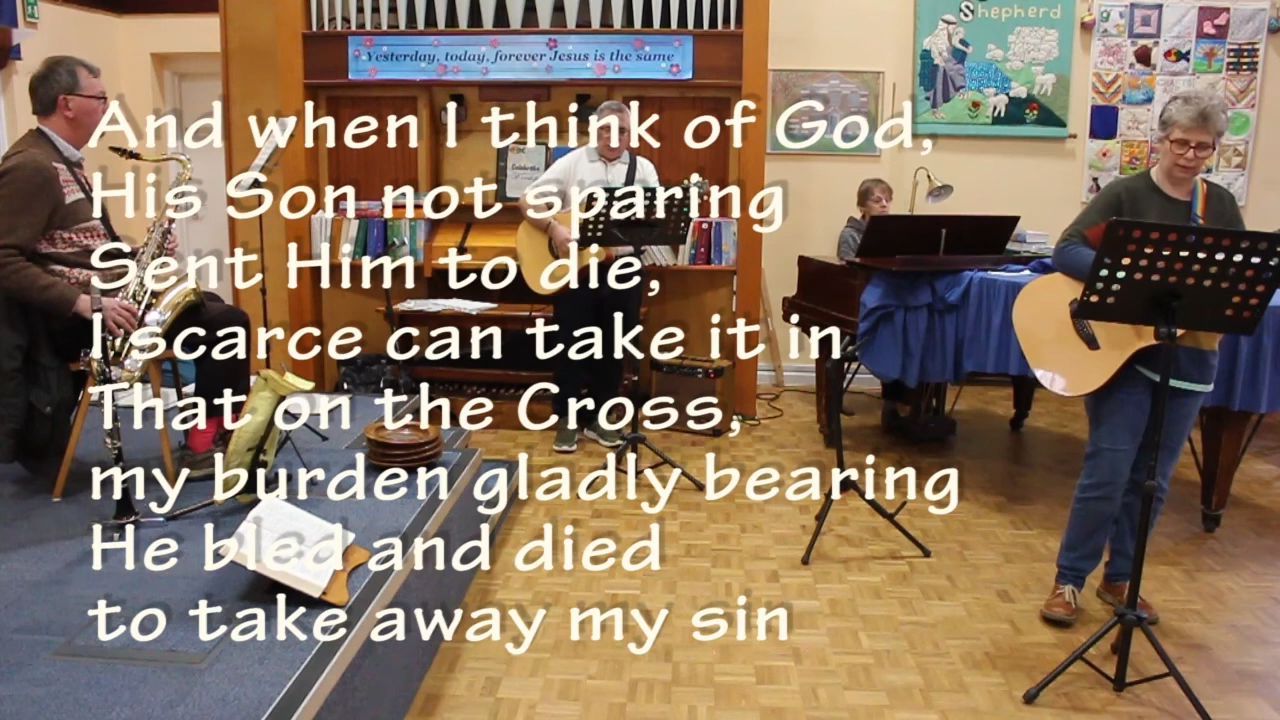 Shepherd
Yesterday, today, forever Jesus is the same
And when I think of God,
His Son not sparing
Sent Him to die,
I scarce can take it in
That on the Cross,
my burden gladly bearing
He bled and died
to take away my sin